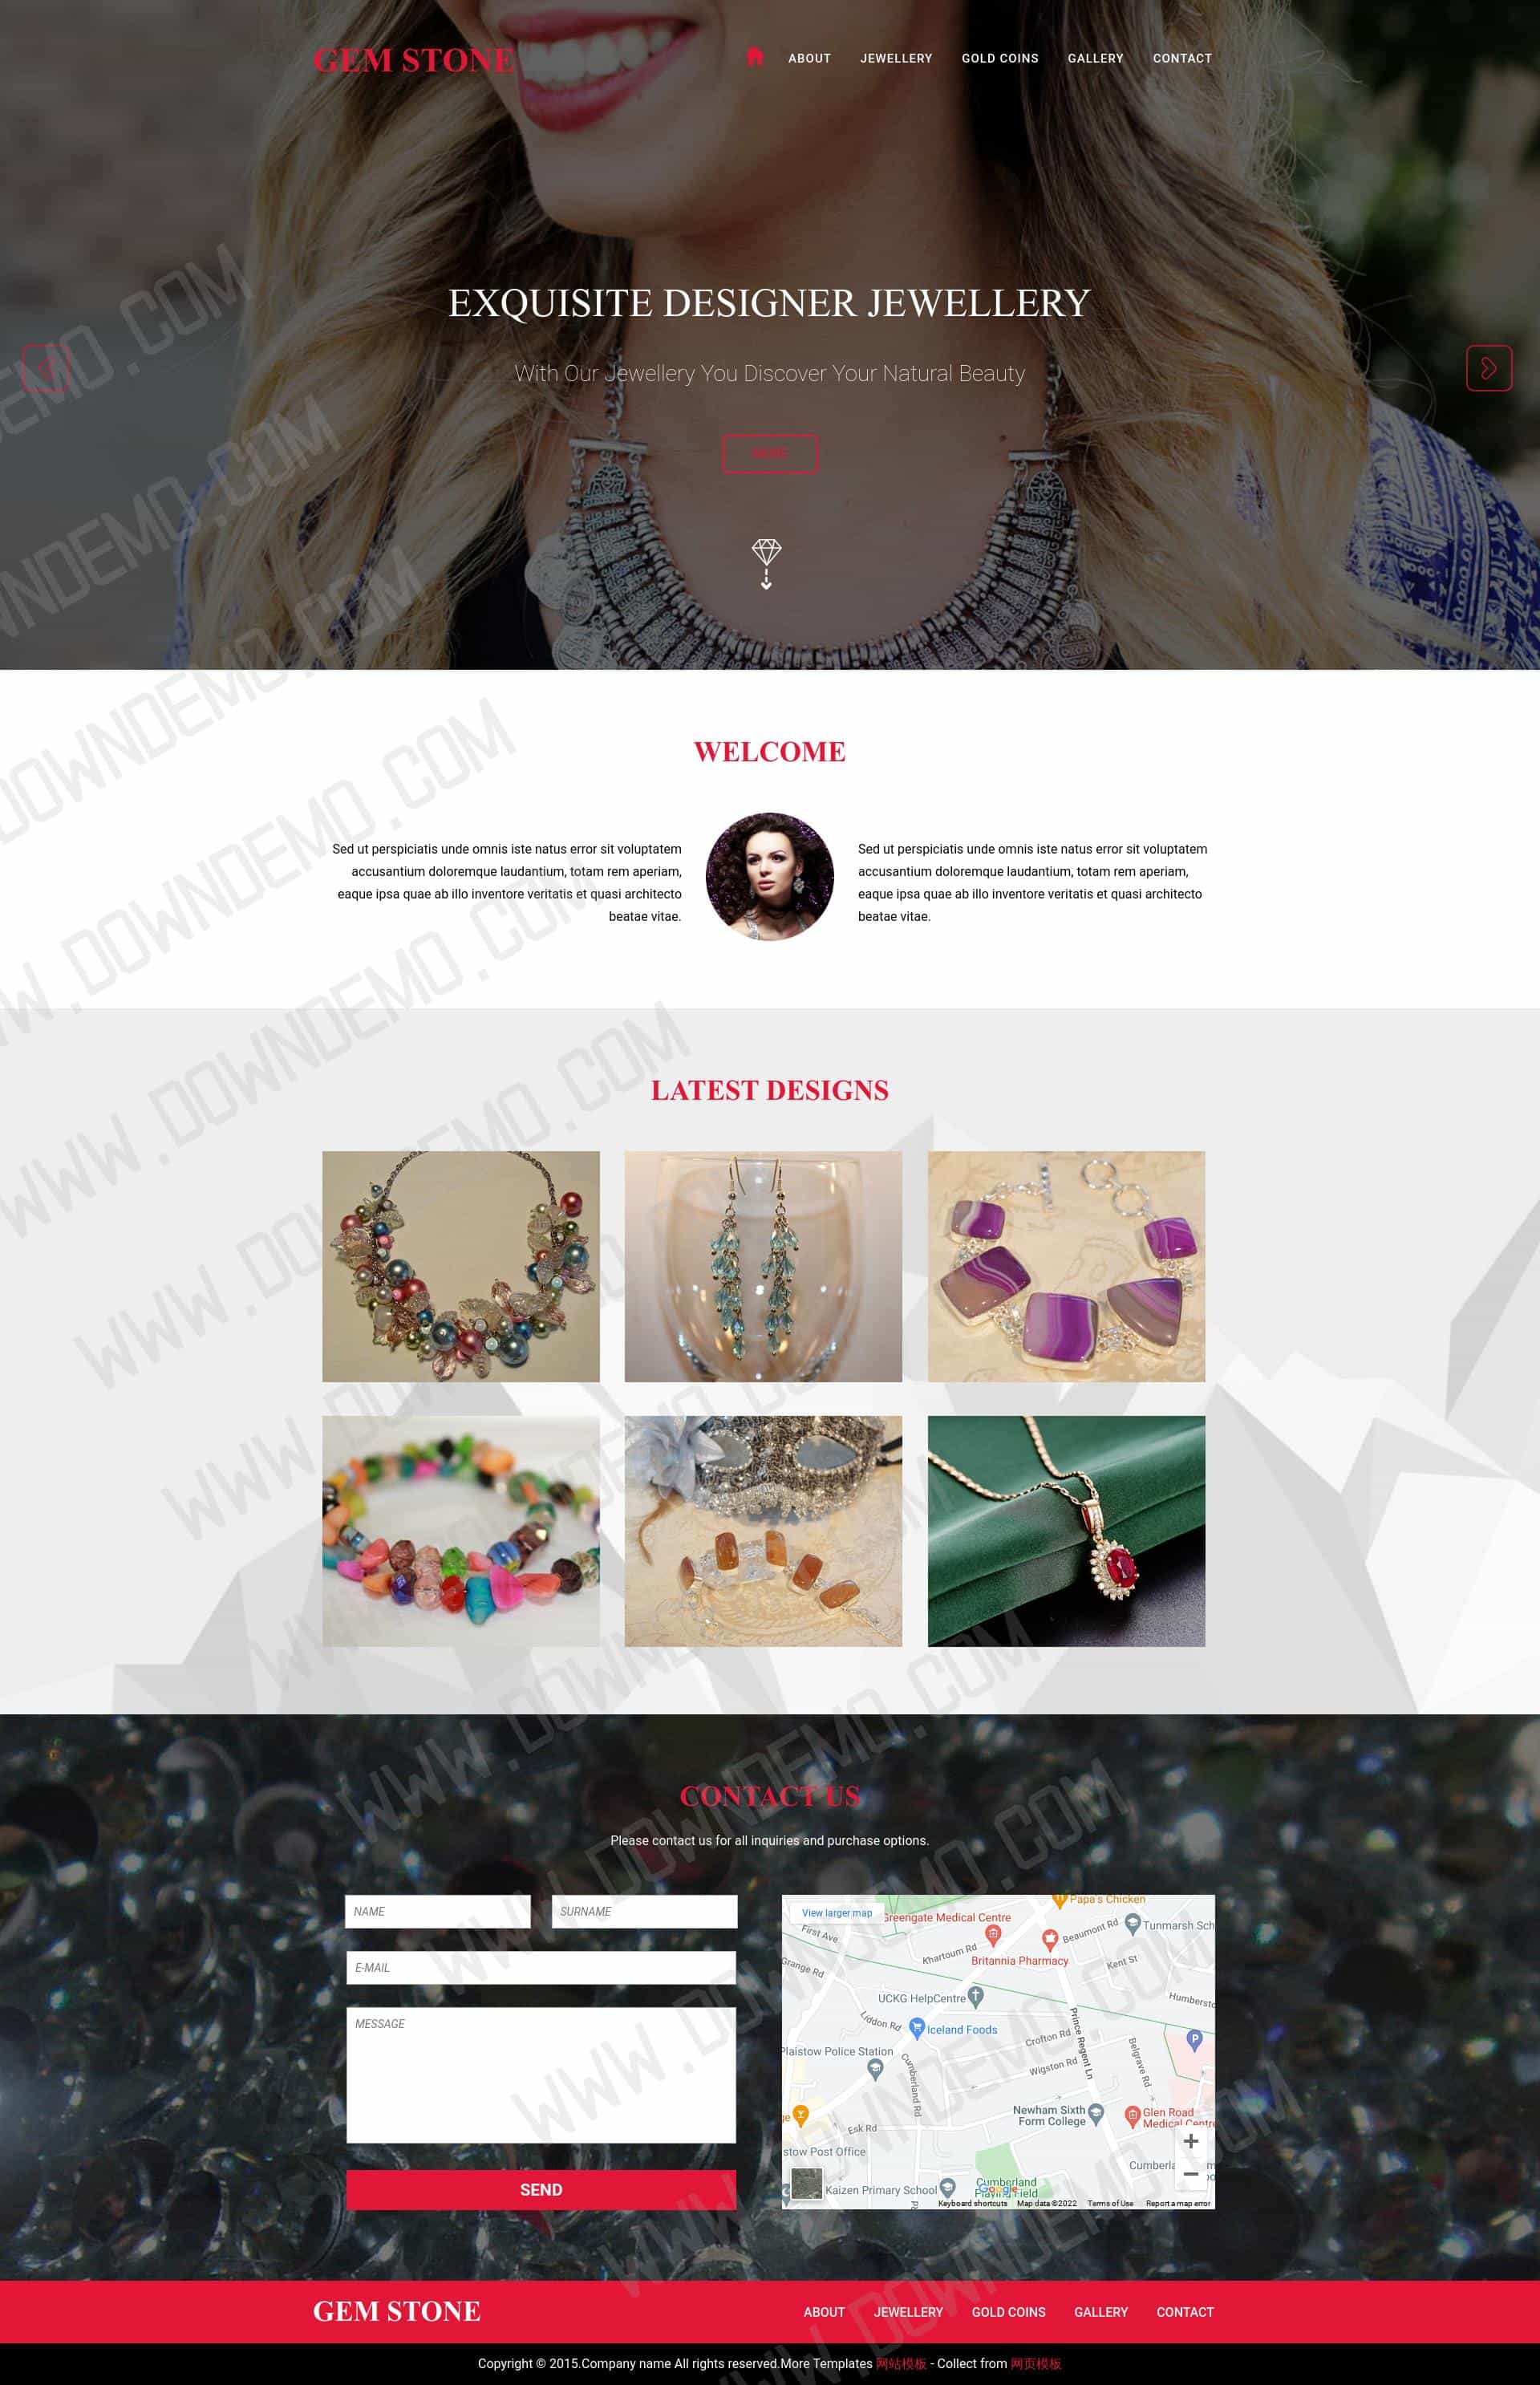 GEM STONE
ABOUT JEWELLERY GOLD COINS GALLERY CONTACT
EXQUISITE DESIGNER JEWELLERY
With Our Jewellery You Discover Your Natural Beauty
WELCOME
Sed ut perspiciatis unde omnis iste natus error sit voluptatem
accusantium doloremque laudantium, totam rem aperiam,
eaque ipsa quae ab illo inventore veritatis et quasi architecto
beatae vitae.
Sed ut perspiciatis unde omnis iste natus error sit voluptatem
accusantium doloremque laudantium, totam rem aperiam,
eaque ipsa quae ab illo inventore veritatis et quasi architecto
beatae vitae.
LATEST DESIGNS
CONTACT US
Please contact us for all inquiries and purchase options.
NAME
SURNAME
E-MAIL
MESSAGE
SEND
Papa's Chicken
View larger map
Greengate Medical Centre
Beaumont Rd
Tunmarsh Sch
First Ave
Khartoum Rd
Britannia Pharmacy
Kent St
Grange Rd
UCKG HelpCentre
Humbersto
Liddon Rd
Iceland Foods
Prince Regent Ln
Crofton Rd
Plaistow Police Station
Cumberland Rd
Wigston Rd
Belgrave Rd
Newham Sixth
Form College
Glen Road
Medical Centre
Esk Rd
stow Post Office
Kaizen Primary School
Cumberland
Playing Field
Google
Keyboard shortcuts Map data ©2022 Terms of Use Report a map error
GEM STONE
ABOUT JEWELLERY GOLD COINS GALLERY CONTACT
Copyright © 2015.Company name All rights reserved.More Templates 网站模板 - Collect from 网页模板
WWW.DOWNDEMO.COM